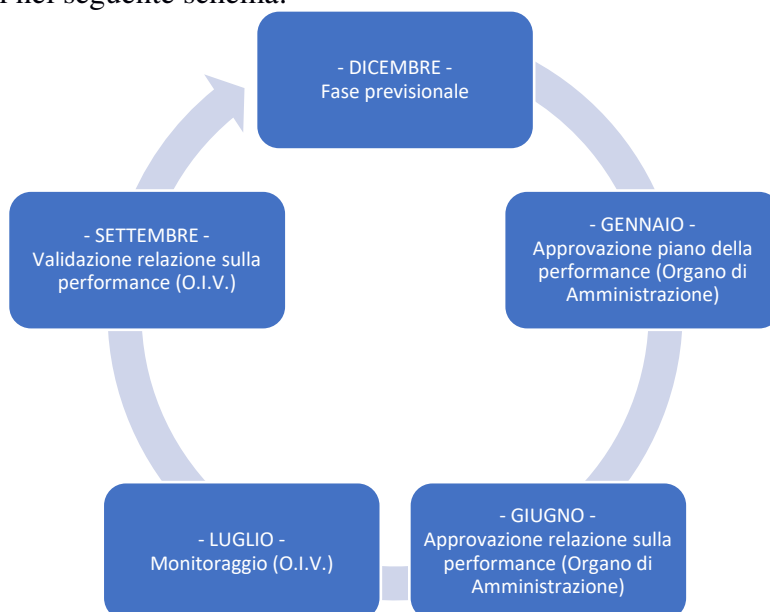 nel seguente schema:
- DICEMBRE -
Fase previsionale
- GENNAIO -
Approvazione piano della
performance (Organo di
Amministrazione)
- GIUGNO -
Approvazione relazione sulla
performance (Organo di
Amministrazione)
- LUGLIO -
Monitoraggio (O.I.V.)
- SETTEMBRE -
Validazione relazione sulla
performance (O.I.V.)